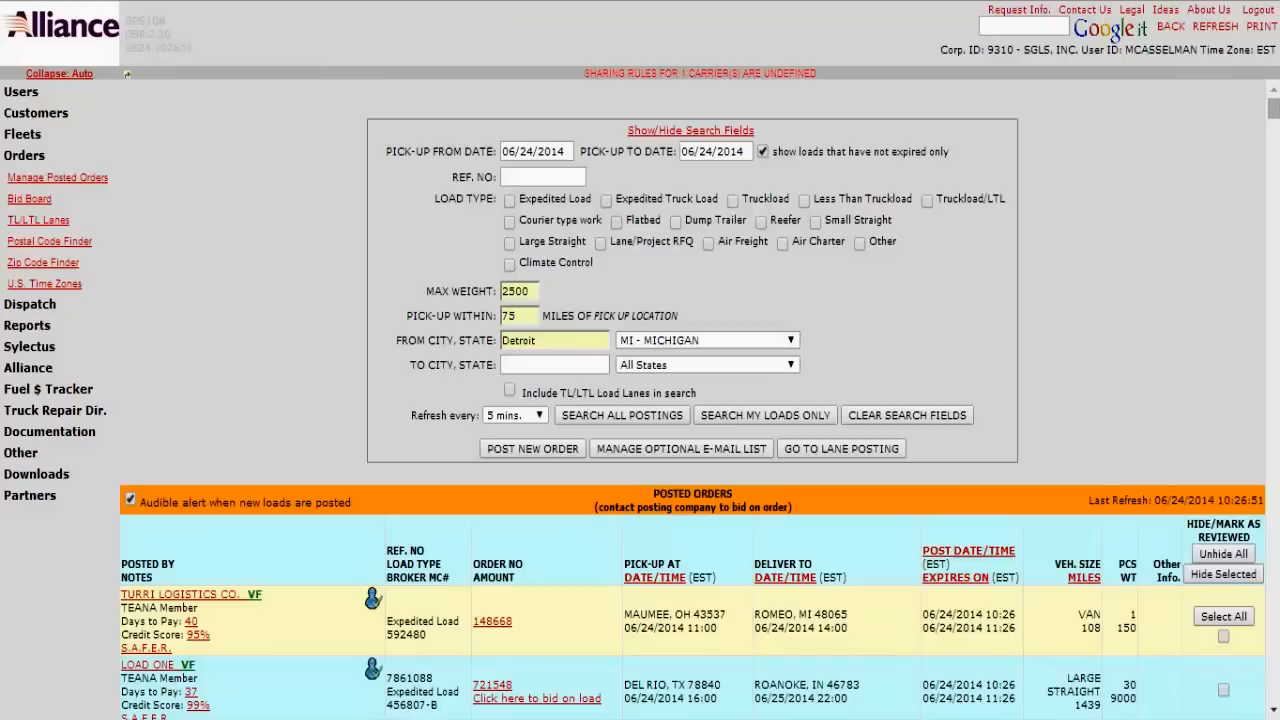 Alliance
Request Info. Contact Us Legal Ideas About Us Logout
Google it BACK REFRESH PRINT
Corp. ID: 9310 - SGLS, INC. User ID: MCASSELMAN Time Zone: EST
Collapse: Auto
SHARING RULES FOR 1 CARRIER(S) ARE UNDEFINED
Users
Customers
Fleets
Orders
Manage Posted Orders
Bid Board
TL/LTL Lanes
Postal Code Finder
Zip Code Finder
U.S. Time Zones
Dispatch
Reports
Sylectus
Alliance
Fuel $ Tracker
Truck Repair Dir.
Documentation
Other
Downloads
Partners
Show/Hide Search Fields
PICK-UP FROM DATE: 06/24/2014 PICK-UP TO DATE: 06/24/2014 show loads that have not expired only
REF. NO:
LOAD TYPE: Expedited Load Expedited Truck Load Truckload Less Than Truckload Truckload/LTL
Courier type work Flatbed Dump Trailer Reefer Small Straight
Large Straight Lane/Project RFQ Air Freight Air Charter Other
Climate Control
MAX WEIGHT: 2500
PICK-UP WITHIN: 75 MILES OF PICK UP LOCATION
FROM CITY, STATE: Detroit MI - MICHIGAN
TO CITY, STATE: All States
Include TL/LTL Load Lanes in search
Refresh every: 5 mins. SEARCH ALL POSTINGS SEARCH MY LOADS ONLY CLEAR SEARCH FIELDS
POST NEW ORDER MANAGE OPTIONAL E-MAIL LIST GO TO LANE POSTING
Audible alert when new loads are posted
POSTED ORDERS
(contact posting company to bid on order)
Last Refresh: 06/24/2014 10:26:51
POSTED BY
NOTES
REF. NO
LOAD TYPE
BROKER MC#
ORDER NO
AMOUNT
PICK-UP AT
DATE/TIME (EST)
DELIVER TO
DATE/TIME (EST)
POST DATE/TIME
(EST)
EXPIRES ON (EST)
VEH. SIZE
MILES
PCS
WT
Other
Info.
HIDE/MARK AS
REVIEWED
Unhide All
Hide Selected
TURRI LOGISTICS CO. VF
TEANA Member
Days to Pay: 40
Credit Score: 95%
S.A.F.E.R.
Expedited Load
592480
148668
MAUMEE, OH 43537
06/24/2014 11:00
ROMEO, MI 48065
06/24/2014 14:00
06/24/2014 10:26
06/24/2014 11:26
VAN
108
1
150
Select All
LOAD ONE VF
TEANA Member
Days to Pay: 37
Credit Score: 99%
S.A.F.E.R.
7861088
Expedited Load
456807-B
721548
Click here to bid on load
DEL RIO, TX 78840
06/24/2014 16:00
ROANOKE, IN 46783
06/25/2014 22:00
06/24/2014 10:26
06/24/2014 11:26
LARGE
STRAIGHT
1439
30
9000